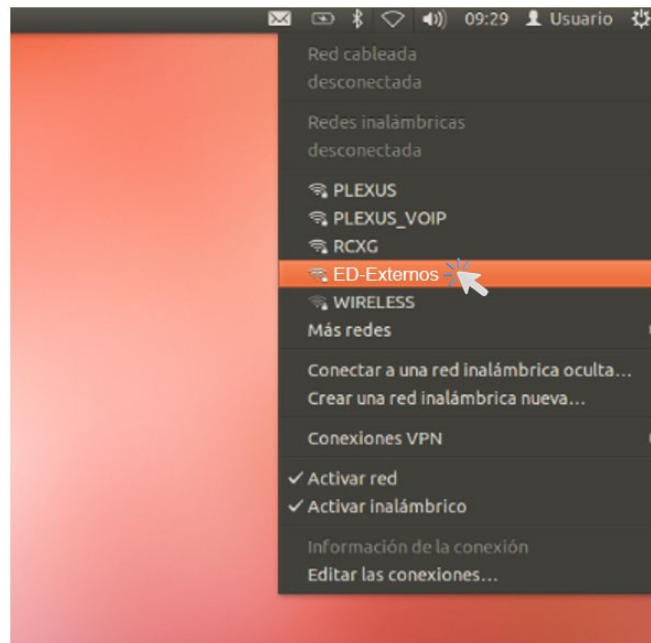 09:29 Usuario
Red cableada
desconectada
Redes inalámbricas
desconectada
PLEXUS
PLEXUS_VOIP
RCXG
ED-Externos
WIRELESS
Más redes
Conectar a una red inalámbrica oculta...
Crear una red inalámbrica nueva...
Conexiones VPN
Activar red
Activar inalámbrico
Información de la conexión
Editar las conexiones...